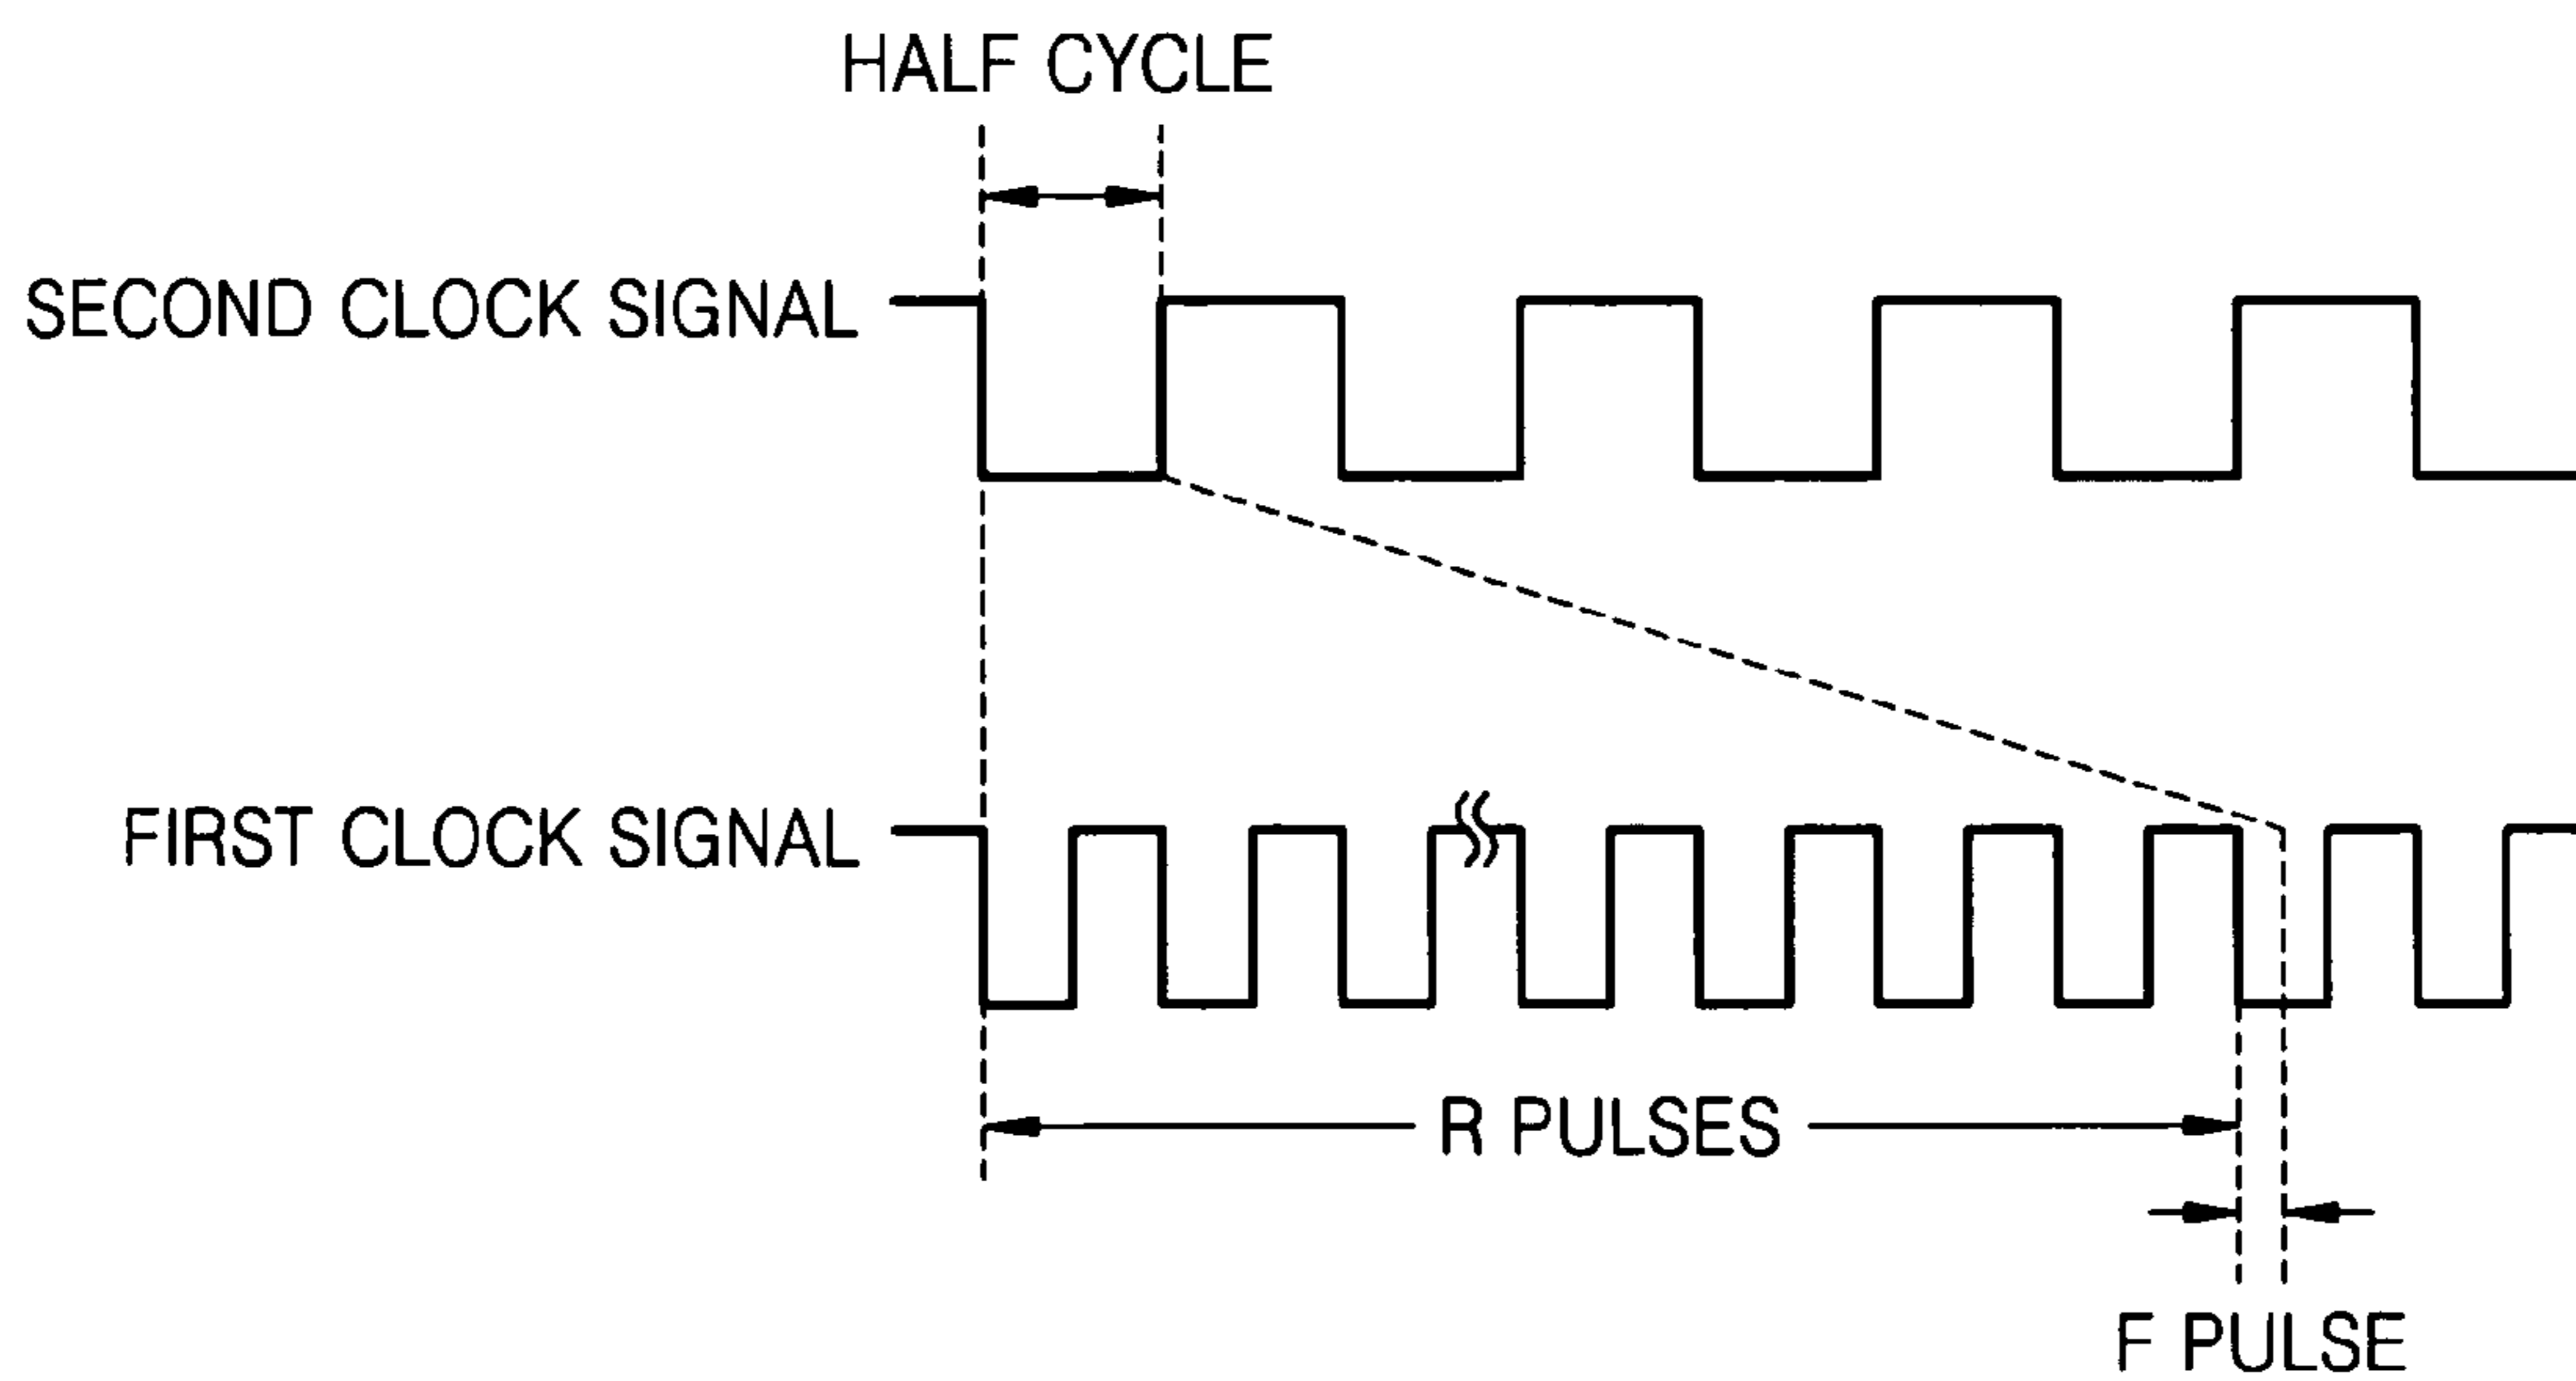 HALF CYCLE
SECOND CLOCK SIGNAL
FIRST CLOCK SIGNAL
R PULSES
F PULSE